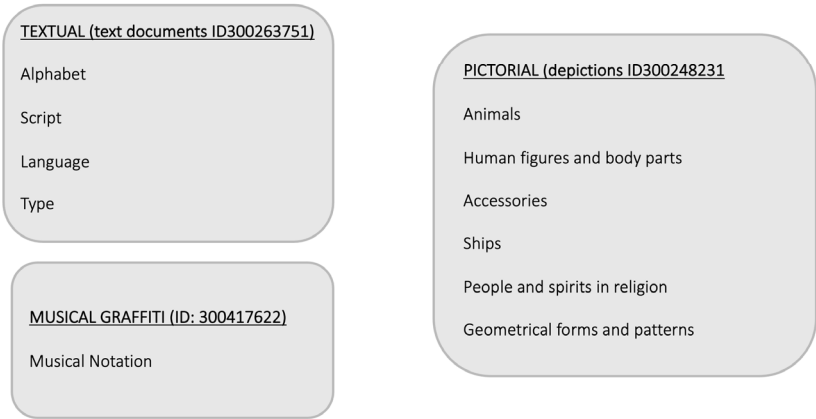 TEXTUAL (text documents ID300263751)
Alphabet
Script
Language
Type
MUSICAL GRAFFITI (ID: 300417622)
Musical Notation
PICTORIAL (depictions ID300248231
Animals
Human figures and body parts
Accessories
Ships
People and spirits in religion
Geometrical forms and patterns